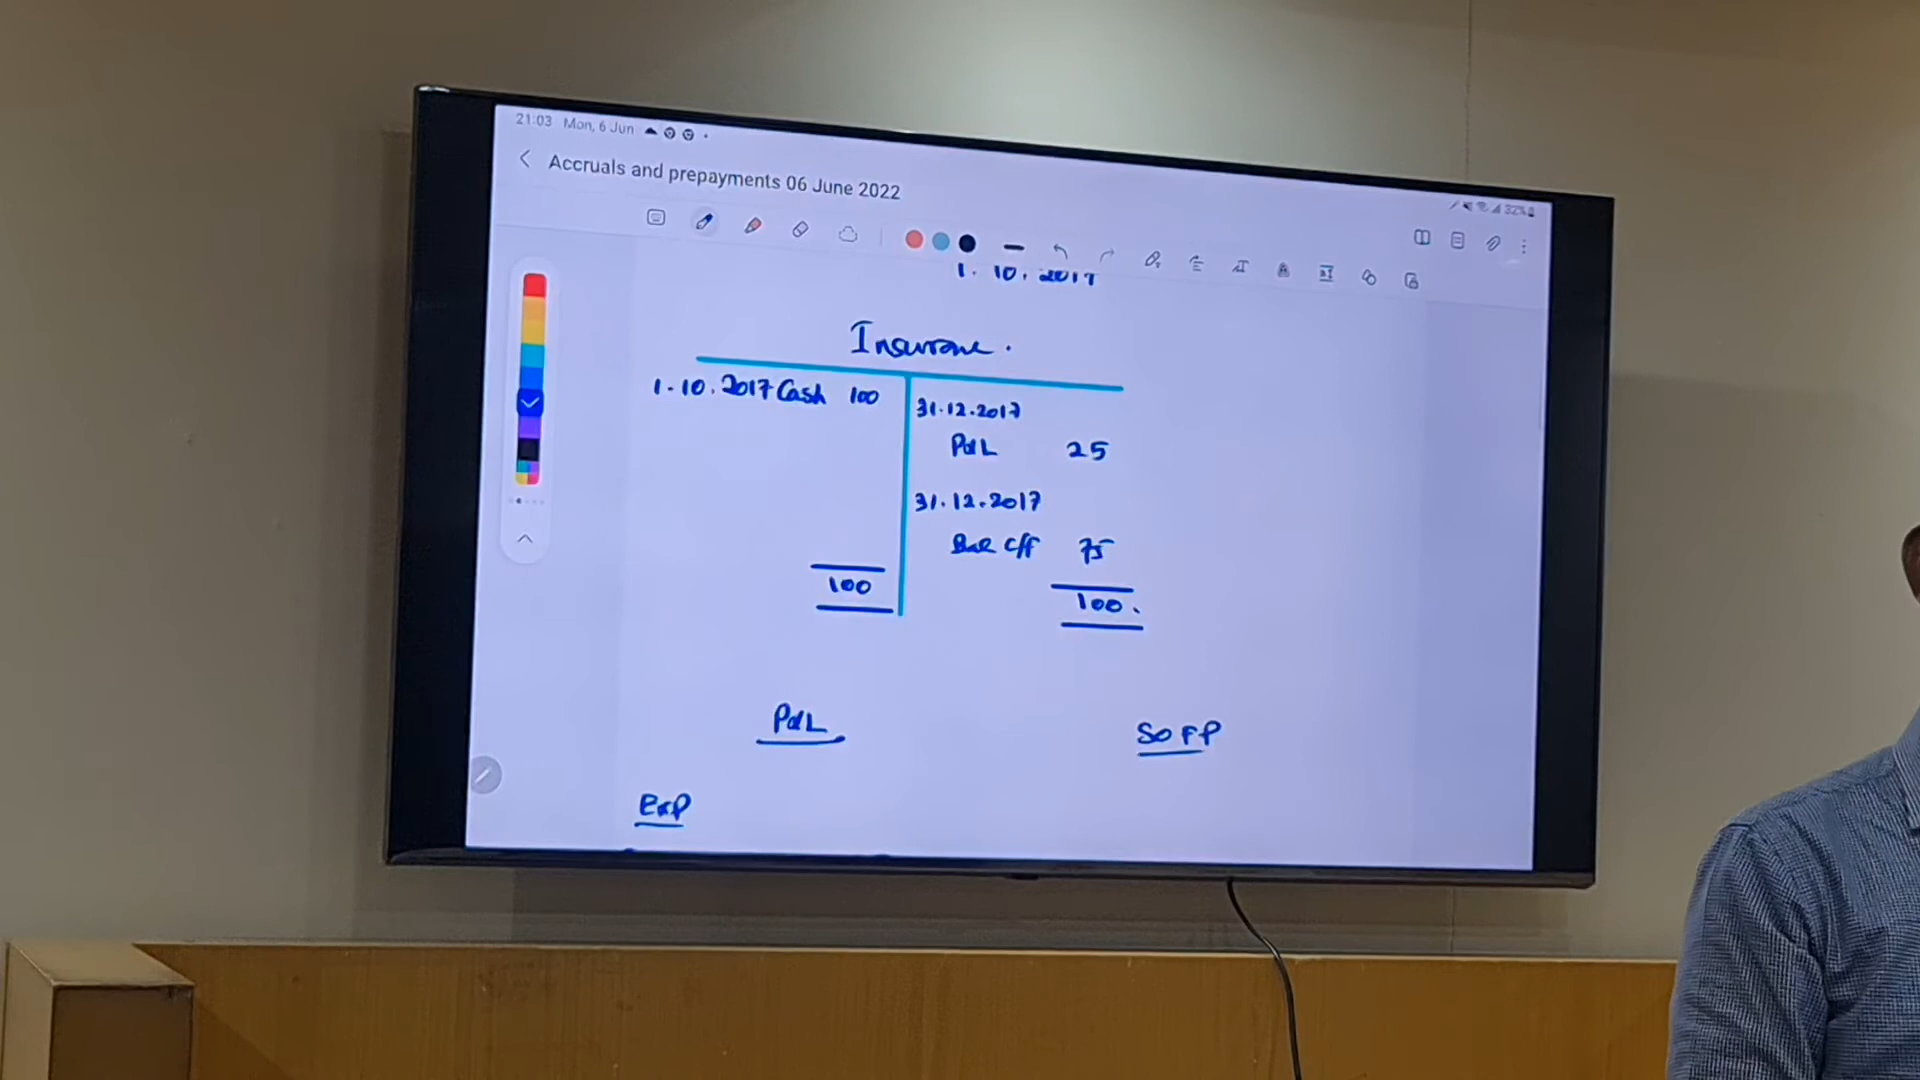 21:03 Mon, 6 Jun
32%
Accruals and prepayments 06 June 2022
1.10.2017
Insurance.
1.10.2017 Cash 100
31.12.2017
P&L 25
31.12.2017
Bal c/f 75
100
100.
P&L
SOFP
Exp